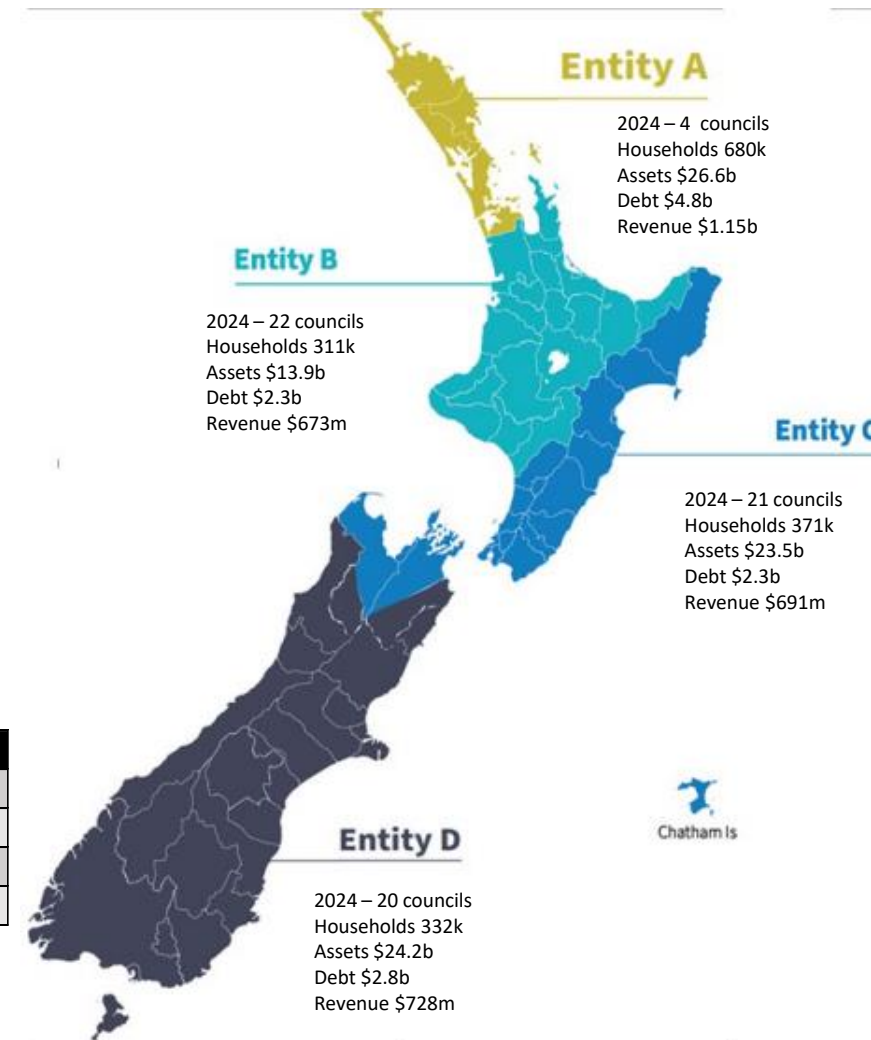 Entity A
2024 – 4 councils
Households 680k
Assets $26.6b
Debt $4.8b
Revenue $1.15b
Entity B
2024 – 22 councils
Households 311k
Assets $13.9b
Debt $2.3b
Revenue $673m
Entity C
2024 – 21 councils
Households 371k
Assets $23.5b
Debt $2.3b
Revenue $691m
Chatham Is
Entity D
2024 – 20 councils
Households 332k
Assets $24.2b
Debt $2.8b
Revenue $728m